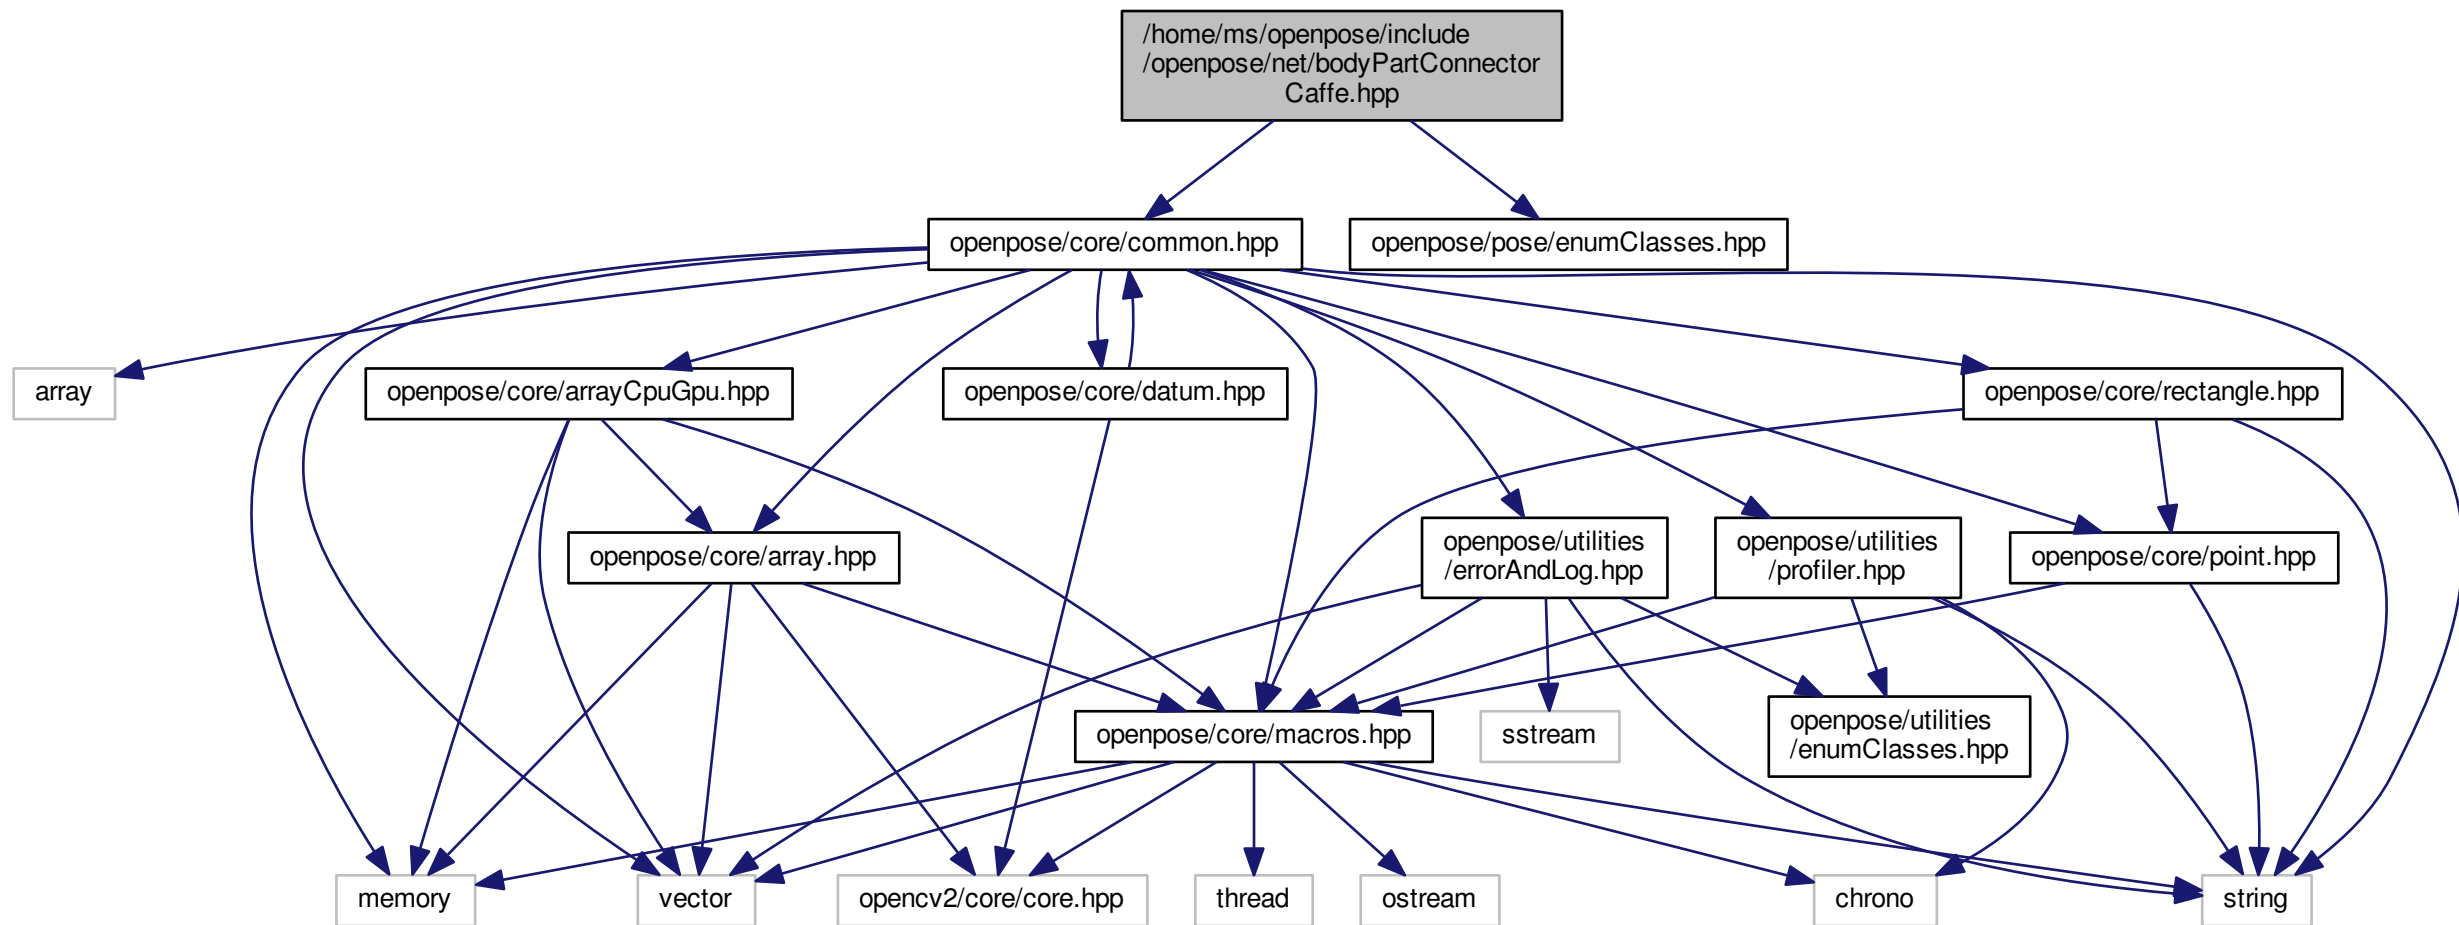 /home/ms/openpose/include
/openpose/net/bodyPartConnector
Caffe.hpp
openpose/core/common.hpp
openpose/pose/enumClasses.hpp
array
openpose/core/arrayCpuGpu.hpp
openpose/core/datum.hpp
openpose/core/rectangle.hpp
openpose/core/array.hpp
openpose/utilities
/errorAndLog.hpp
openpose/utilities
/profiler.hpp
openpose/core/point.hpp
openpose/core/macros.hpp
sstream
openpose/utilities
/enumClasses.hpp
memory
vector
opencv2/core/core.hpp
thread
ostream
chrono
string